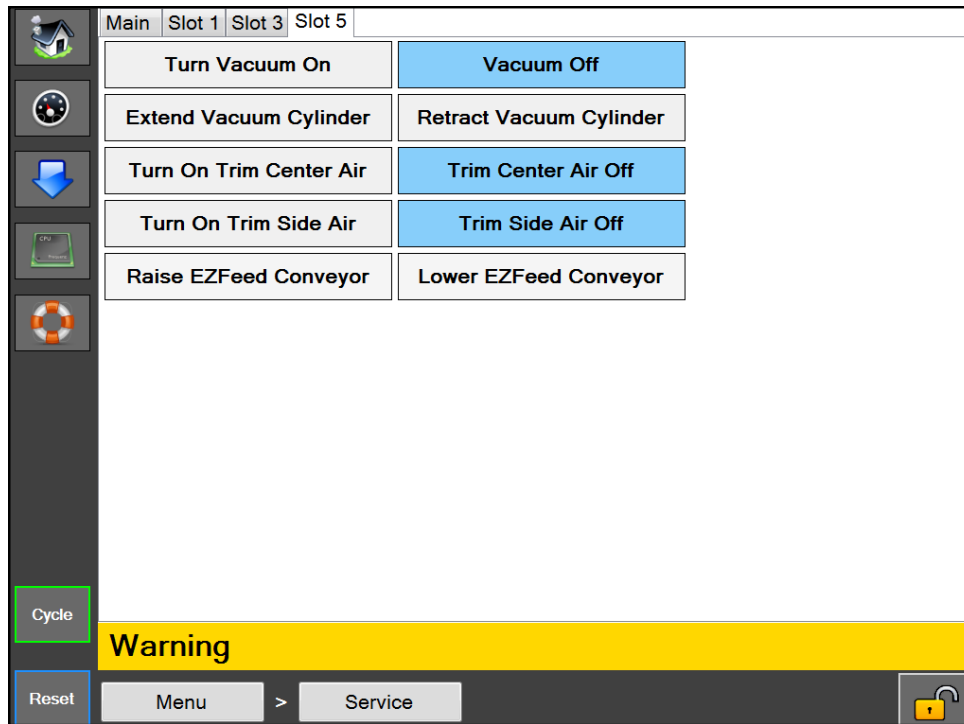 Main Slot 1 Slot 3 Slot 5
Turn Vacuum On Vacuum Off
Extend Vacuum Cylinder Retract Vacuum Cylinder
Turn On Trim Center Air Trim Center Air Off
Turn On Trim Side Air Trim Side Air Off
Raise EZFeed Conveyor Lower EZFeed Conveyor
CPU
Cycle
Warning
Reset Menu > Service